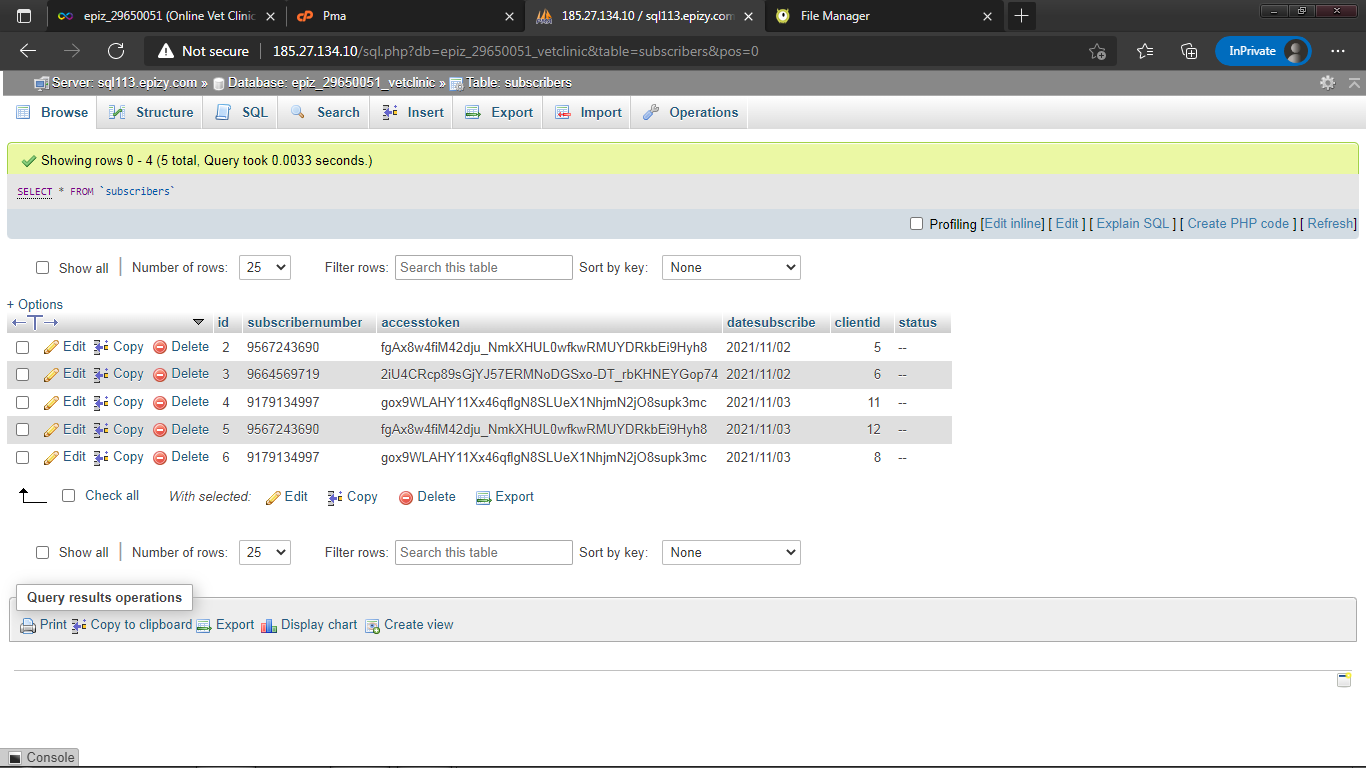 epiz_29650051 (Online Vet Clinic
Pma
185.27.134.10 / sql113.epizy.com
File Manager
Not secure
185.27.134.10/sql.php?db=epiz_29650051_vetclinic&table=subscribers&pos=0
InPrivate
Server: sql113.epizy.com » Database: epiz_29650051_vetclinic » Table: subscribers
Browse Structure SQL Search Insert Export Import Operations
Showing rows 0 - 4 (5 total, Query took 0.0033 seconds.)
SELECT * FROM `subscribers`
Profiling [Edit inline] [ Edit ] [ Explain SQL ] [ Create PHP code ] [ Refresh]
Show all Number of rows: 25 Filter rows: Search this table Sort by key: None
+ Options
id subscribernumber accesstoken datesubscribe clientid status
Edit Copy Delete 2 9567243690 fgAx8w4fiM42dju_NmkXHUL0wfkwRMUYDRkbEi9Hyh8 2021/11/02 5 --
Edit Copy Delete 3 9664569719 2iU4CRcp89sGjYJ57ERMNoDGSxo-DT_rbKHNEYGop74 2021/11/02 6 --
Edit Copy Delete 4 9179134997 gox9WLAHY11Xx46qflgN8SLUeX1NhjmN2jO8supk3mc 2021/11/03 11 --
Edit Copy Delete 5 9567243690 fgAx8w4fiM42dju_NmkXHUL0wfkwRMUYDRkbEi9Hyh8 2021/11/03 12 --
Edit Copy Delete 6 9179134997 gox9WLAHY11Xx46qflgN8SLUeX1NhjmN2jO8supk3mc 2021/11/03 8 --
Check all With selected: Edit Copy Delete Export
Show all Number of rows: 25 Filter rows: Search this table Sort by key: None
Query results operations
Print Copy to clipboard Export Display chart Create view
Console